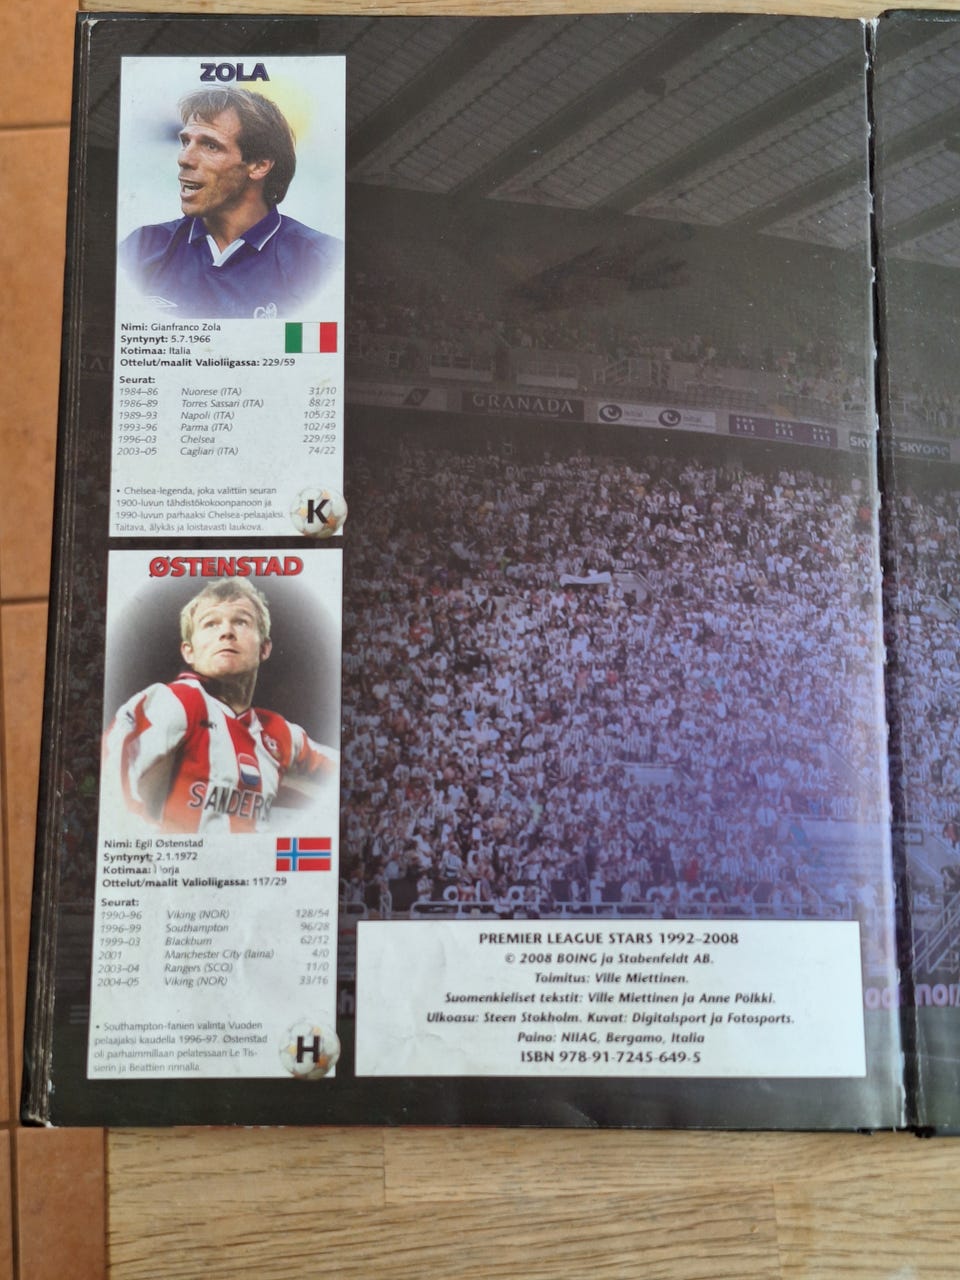 ZOLA
Nimi: Gianfranco Zola
Syntynyt: 5.7.1966
Kotimaa: Italia
Ottelut/maalit Valioliigassa: 229/59
Seurat:
1984–86 Nuorese (ITA) 31/10
1986–89 Torres Sassari (ITA) 88/21
1989–93 Napoli (ITA) 105/32
1993–96 Parma (ITA) 102/49
1996–03 Chelsea 229/59
2003–05 Cagliari (ITA) 74/22
• Chelsea-legenda, joka valittiin seuran
1900-luvun tähdistökokoonpanoon ja
1990-luvun parhaaksi Chelsea-pelaajaksi.
Taitava, älykäs ja loistavasti laukova.
K
ØSTENSTAD
SANDERS
Nimi: Egil Østenstad
Syntynyt: 2.1.1972
Kotimaa: Norja
Ottelut/maalit Valioliigassa: 117/29
Seurat:
1990–96 Viking (NOR) 128/54
1996–99 Southampton 96/28
1999–03 Blackburn 62/12
2001 Manchester City (laina) 4/0
2003–04 Rangers (SCO) 11/0
2004–05 Viking (NOR) 33/16
• Southampton-fanien valinta Vuoden
pelaajaksi kaudella 1996–97. Østenstad
oli parhaimmillaan pelatessaan Le Tis-
sierin ja Beattien rinnalla.
H
GRANADA
SKY
SKY
PREMIER LEAGUE STARS 1992–2008
© 2008 BOING ja Stabenfeldt AB.
Toimitus: Ville Miettinen.
Suomenkieliset tekstit: Ville Miettinen ja Anne Pölkki.
Ulkoasu: Steen Stokholm. Kuvat: Digitalsport ja Fotosports.
Paino: NIIAG, Bergamo, Italia
ISBN 978-91-7245-649-5